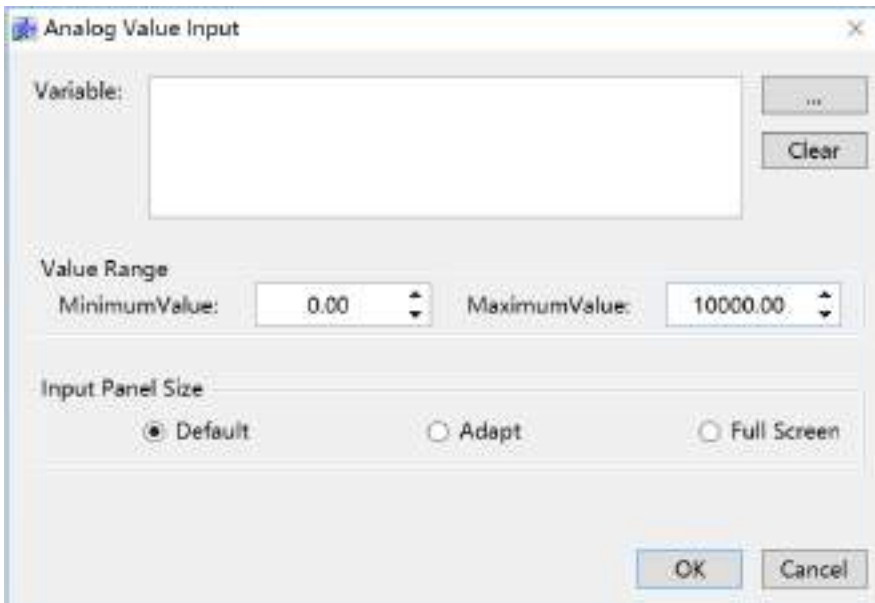 Analog Value Input
Variable:
...
Clear
Value Range
MinimumValue: 0.00 MaximumValue: 10000.00
Input Panel Size
Default Adapt Full Screen
OK Cancel